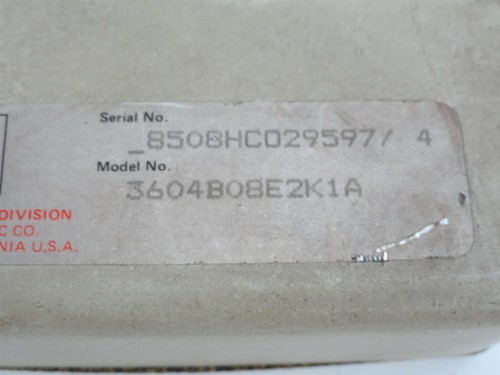 Serial No.
_8508HC029597/ 4
Model No.
3604B08E2K1A
DIVISION
C CO.
NIA U.S.A.